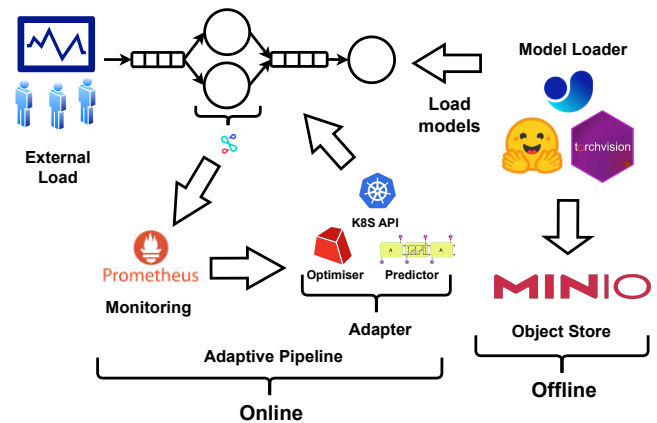 Model Loader
Load
models
External
Load
torchvision
K8S API
Optimiser
Predictor
A
A
Prometheus
Monitoring
Adapter
MINIO
Object Store
Adaptive Pipeline
Online
Offline